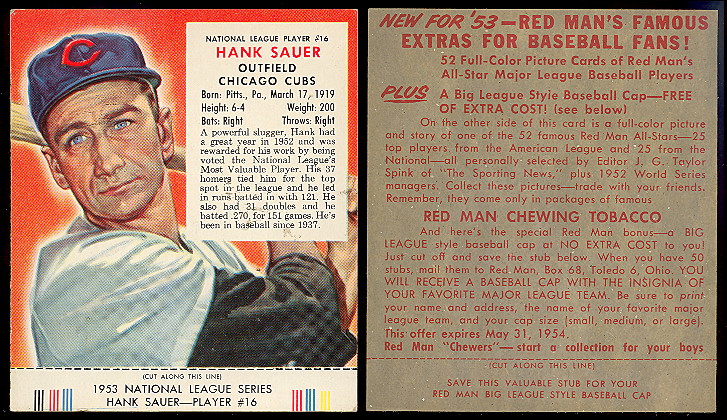 C
NATIONAL LEAGUE PLAYER #16
HANK SAUER
OUTFIELD
CHICAGO CUBS
Born: Pitts., Pa., March 17, 1919
Height: 6-4 Weight: 200
Bats: Right Throws: Right
A powerful slugger, Hank had
a great year in 1952 and was
rewarded for his work by being
voted the National League's
Most Valuable Player. His 37
homers tied him for the top
spot in the league and he led
in runs batted in with 121. He
also had 31 doubles and he
batted .270, for 151 games. He's
been in baseball since 1937.
(CUT ALONG THIS LINE)
1953 NATIONAL LEAGUE SERIES
HANK SAUER—PLAYER #16
NEW FOR '53—RED MAN'S FAMOUS
EXTRAS FOR BASEBALL FANS!
52 Full-Color Picture Cards of Red Man's
All-Star Major League Baseball Players
PLUS A Big League Style Baseball Cap—FREE
OF EXTRA COST! (see below)
On the other side of this card is a full-color picture
and story of one of the 52 famous Red Man All-Stars—25
top players from the American League and 25 from the
National—all personally selected by Editor J. G. Taylor
Spink of "The Sporting News," plus 1952 World Series
managers. Collect these pictures—trade with your friends.
Remember, they come only in packages of famous
RED MAN CHEWING TOBACCO
And here's the special Red Man bonus—a BIG
LEAGUE style baseball cap at NO EXTRA COST to you!
Just cut off and save the stub below. When you have 50
stubs, mail them to Red Man, Box 68, Toledo 6, Ohio. YOU
WILL RECEIVE A BASEBALL CAP WITH THE INSIGNIA OF
YOUR FAVORITE MAJOR LEAGUE TEAM. Be sure to print
your name and address, the name of your favorite major
league team, and your cap size (small, medium, or large).
This offer expires May 31, 1954.
Red Man "Chewers"— start a collection for your boys
(CUT ALONG THIS LINE)
SAVE THIS VALUABLE STUB FOR YOUR
RED MAN BIG LEAGUE STYLE BASEBALL CAP